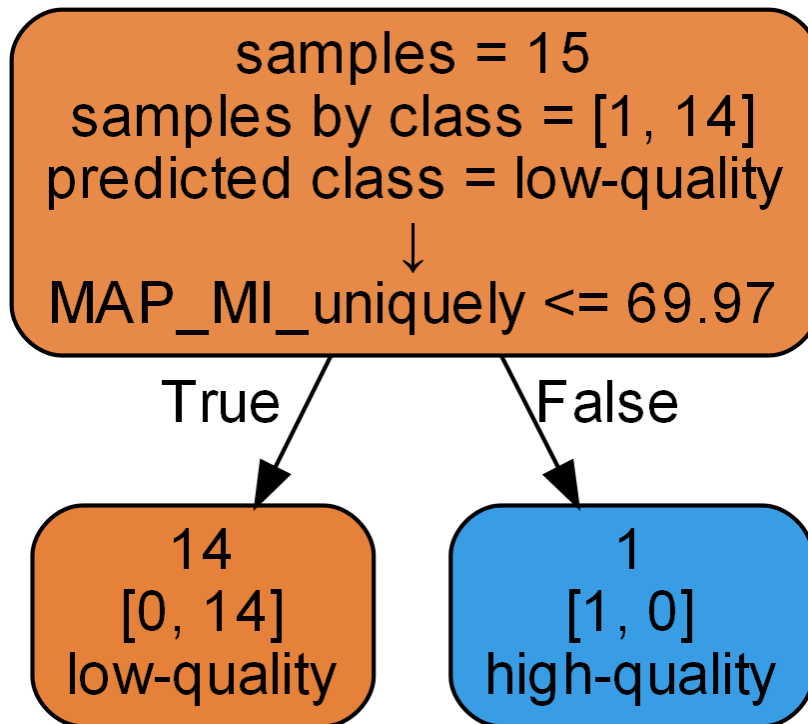 samples = 15
samples by class = [1, 14]
predicted class = low-quality
↓
MAP_MI_uniquely <= 69.97
True
False
14
[0, 14]
low-quality
1
[1, 0]
high-quality